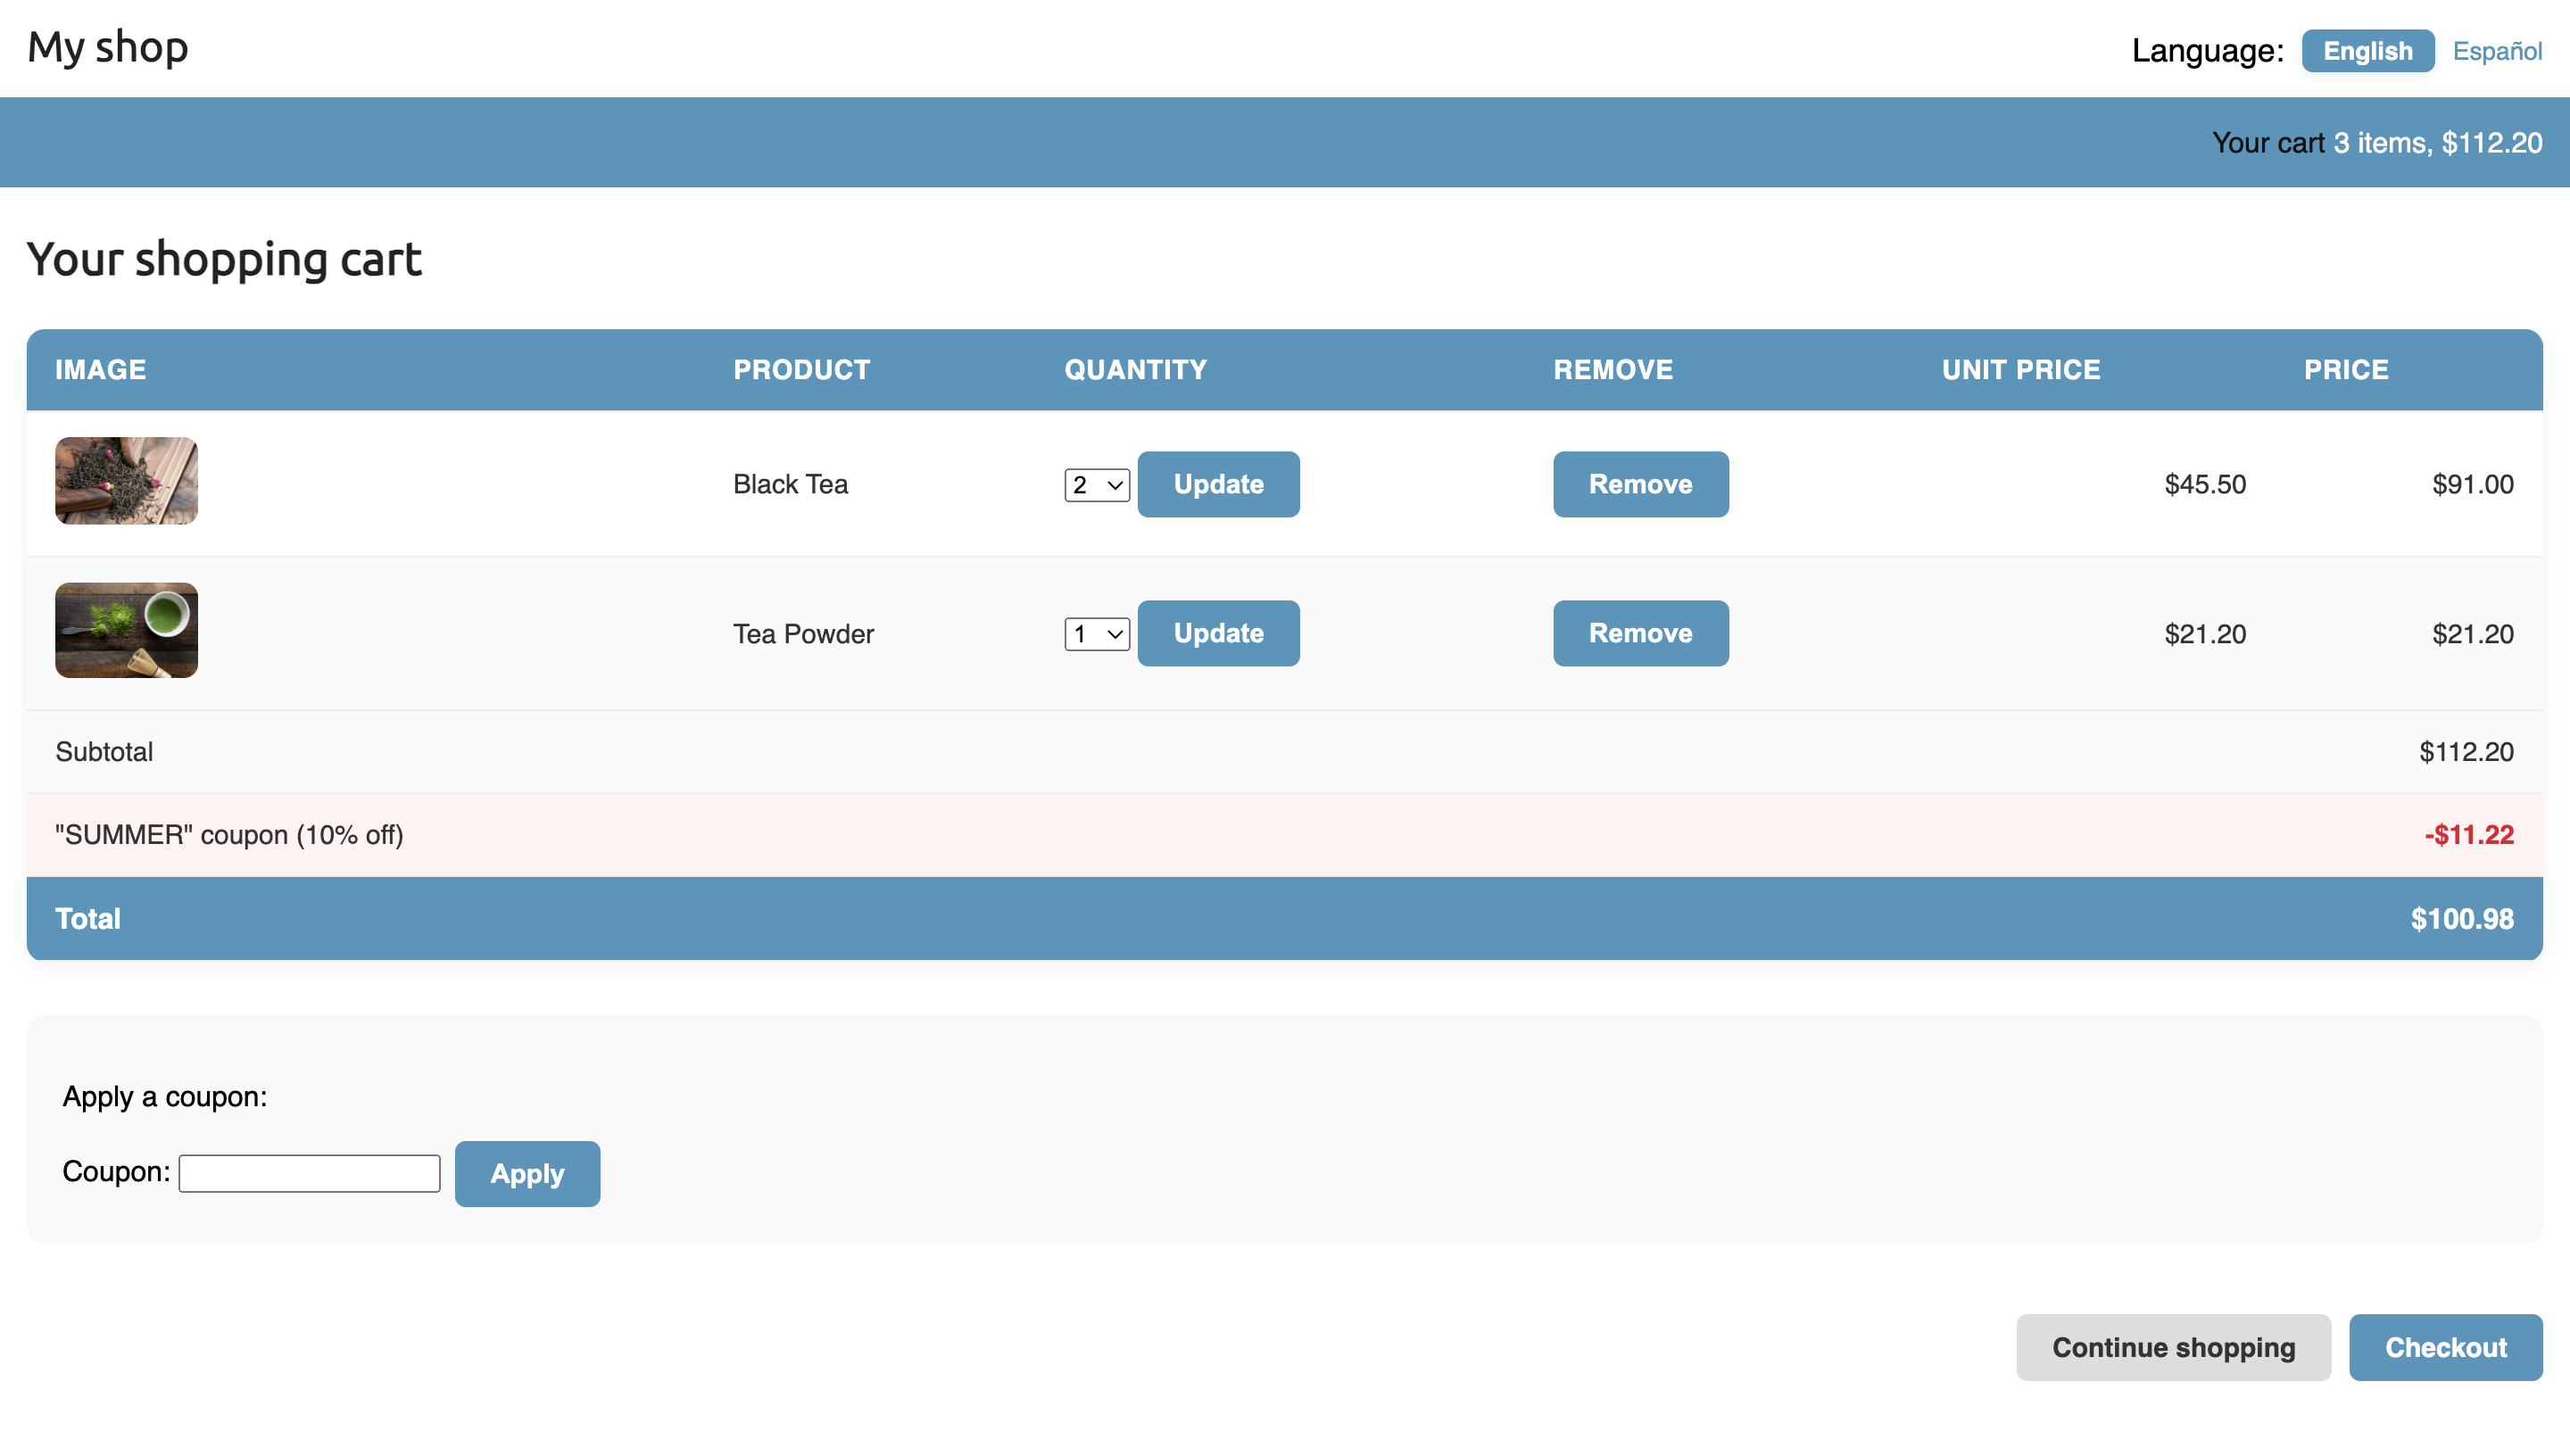 My shop
Language: English Español
Your cart 3 items, $112.20
Your shopping cart
IMAGE PRODUCT QUANTITY REMOVE UNIT PRICE PRICE
Black Tea 2 Update Remove $45.50 $91.00
Tea Powder 1 Update Remove $21.20 $21.20
Subtotal $112.20
"SUMMER" coupon (10% off) -$11.22
Total $100.98
Apply a coupon:
Coupon: Apply
Continue shopping Checkout